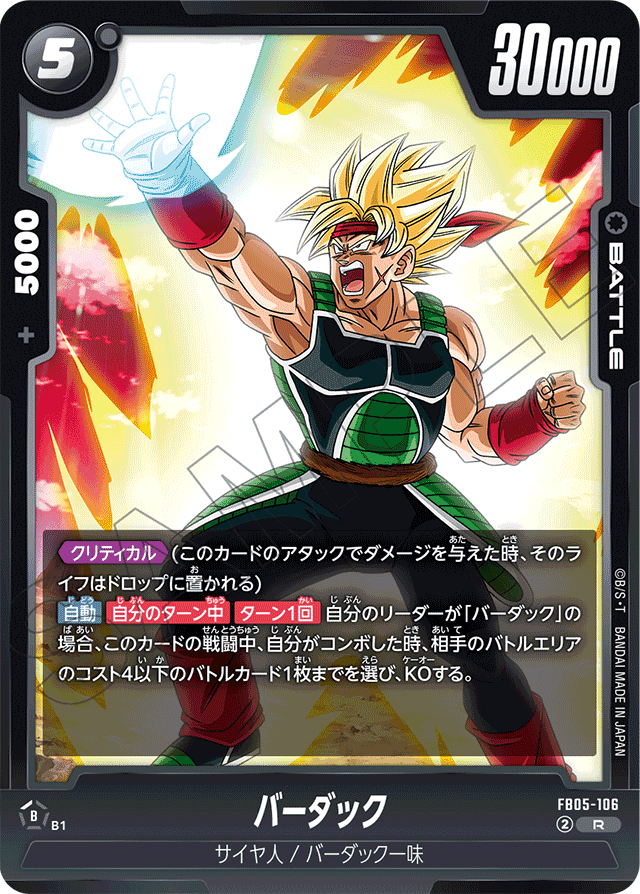 5
30000
+ 5000
BATTLE
SAMPLE
クリティカル (このカードのアタックでダメージを与えた時、そのラ
イフはドロップに置かれる)
自動 自分のターン中 ターン1回 自分のリーダーが「バーダック」の
場合、このカードの戦闘中、自分がコンボした時、相手のバトルエリア
のコスト4以下のバトルカード1枚までを選び、KOする。
©B/S・T BANDAI MADE IN JAPAN
バーダック
FB05-106
B B1
② R
サイヤ人 / バーダック一味